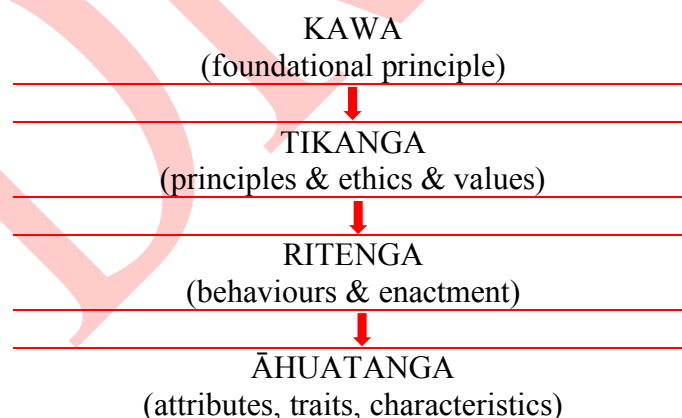 KAWA
(foundational principle)
TIKANGA
(principles & ethics & values)
RITENGA
(behaviours & enactment)
ĀHUATANGA
(attributes, traits, characteristics)